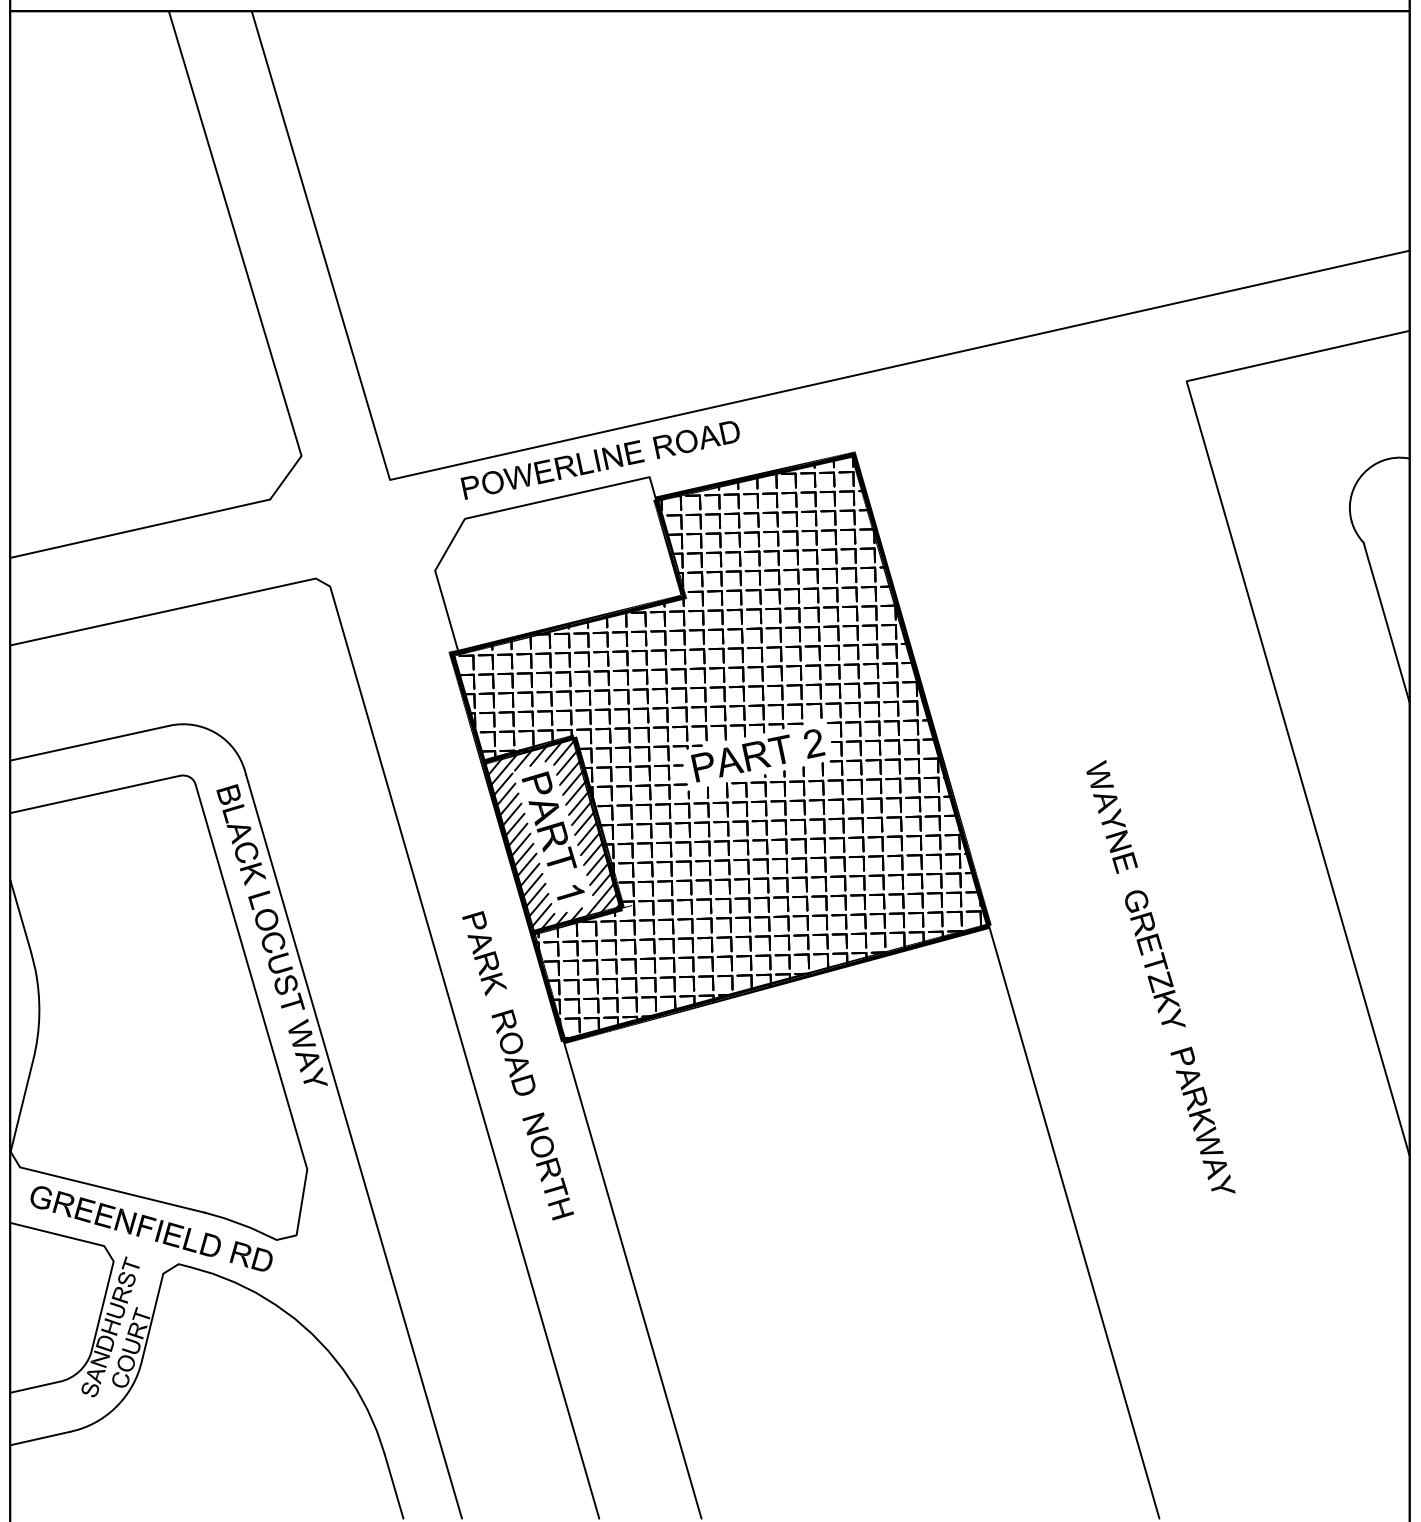 POWERLINE ROAD
PART 2
PART 1
BLACK LOCUST WAY
PARK ROAD NORTH
WAYNE GRETZKY PARKWAY
GREENFIELD RD
SANDHURST
COURT